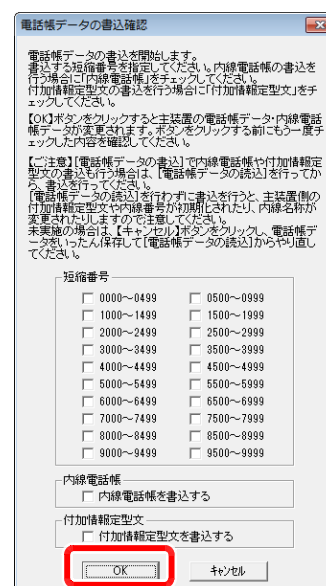 電話帳データの書込確認
電話帳データの書込を開始します。
書込する短縮番号を指定してください。内線電話帳の書込を
行う場合に「内線電話帳」をチェックしてください。
付加情報定型文の書込を行う場合に「付加情報定型文」をチ
ェックしてください。
【OK】ボタンをクリックすると主装置の電話帳データ・内線電話
帳データが変更されます。ボタンをクリックする前にもう一度チ
ェックした内容を確認してください。
【ご注意】[電話帳データの書込]で内線電話帳や付加情報定
型文の書込も行う場合は、[電話帳データの読込]を行ってか
ら、書込を行ってください。
[電話帳データの読込]を行わずに書込を行うと、主装置側の
付加情報定型文や内線番号が初期化されたり、内線名称が
変更されたりしますので注意してください。
未実施の場合は、【キャンセル】ボタンをクリックし、電話帳デ
ータをいったん保存して[電話帳データの読込]からやり直し
てください。
短縮番号
0000～0499 0500～0999
1000～1499 1500～1999
2000～2499 2500～2999
3000～3499 3500～3999
4000～4499 4500～4999
5000～5499 5500～5999
6000～6499 6500～6999
7000～7499 7500～7999
8000～8499 8500～8999
9000～9499 9500～9999
内線電話帳
内線電話帳を書込する
付加情報定型文
付加情報定型文を書込する
OK キャンセル